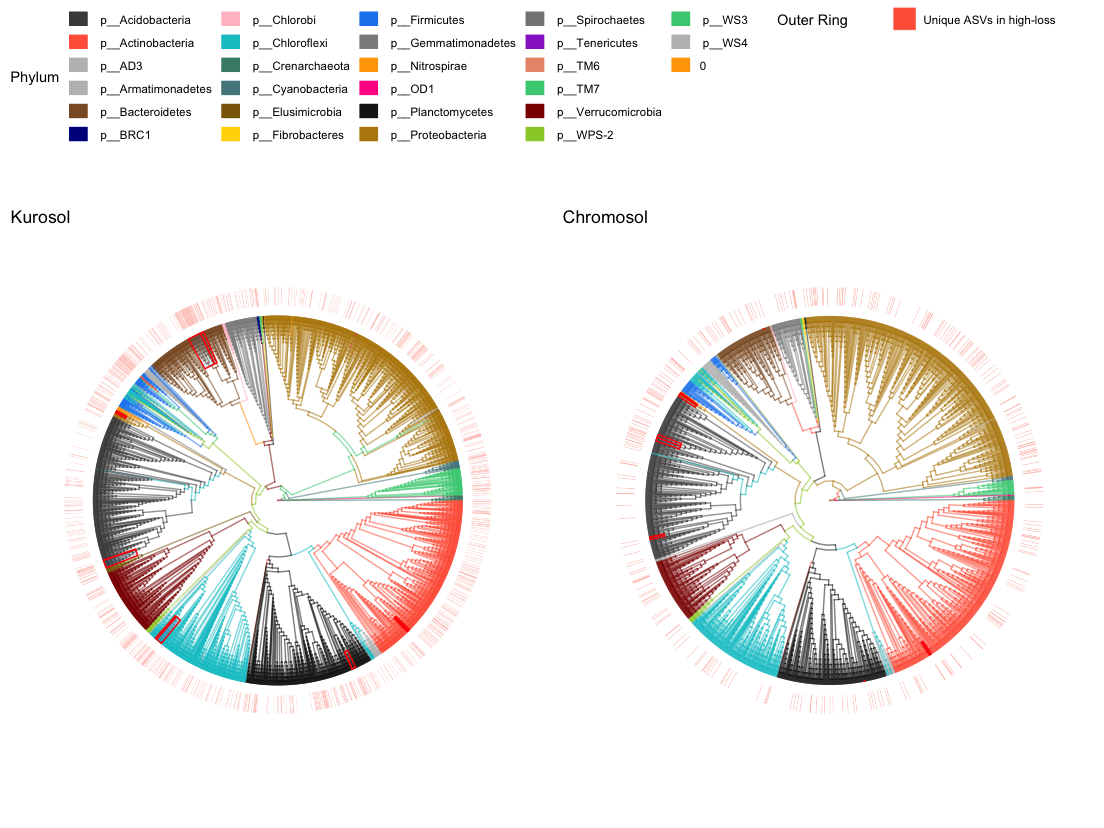 Phylum
p__Acidobacteria
p__Actinobacteria
p__AD3
p__Armatimonadetes
p__Bacteroidetes
p__BRC1
p__Chlorobi
p__Chloroflexi
p__Crenarchaeota
p__Cyanobacteria
p__Elusimicrobia
p__Fibrobacteres
p__Firmicutes
p__Gemmatimonadetes
p__Nitrospirae
p__OD1
p__Planctomycetes
p__Proteobacteria
p__Spirochaetes
p__Tenericutes
p__TM6
p__TM7
p__Verrucomicrobia
p__WPS-2
p__WS3
p__WS4
0
Outer Ring
Unique ASVs in high-loss
Kurosol
Chromosol